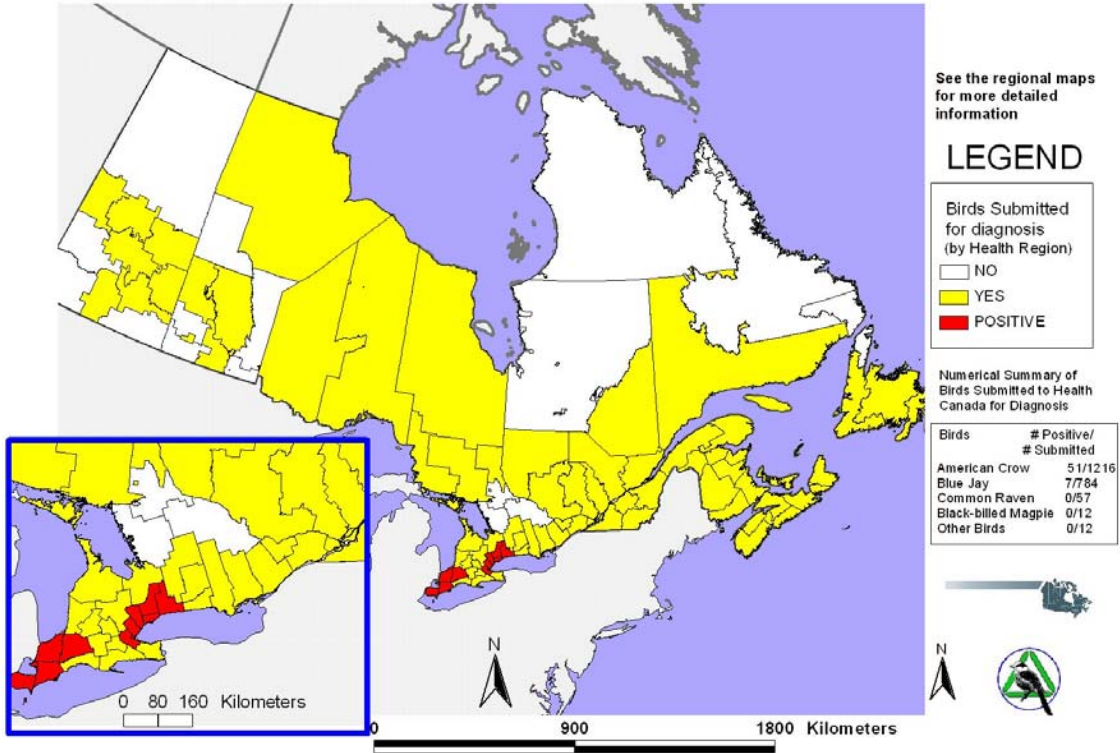 See the regional maps
for more detailed
information
LEGEND
Birds Submitted
for diagnosis
(by Health Region)
NO
YES
POSITIVE
Numerical Summary of
Birds Submitted to Health
Canada for Diagnosis
Birds # Positive/
# Submitted
American Crow 51/1216
Blue Jay 7/784
Common Raven 0/57
Black-billed Magpie 0/12
Other Birds 0/12
N
N
0 80 160 Kilometers
0 900 1800 Kilometers